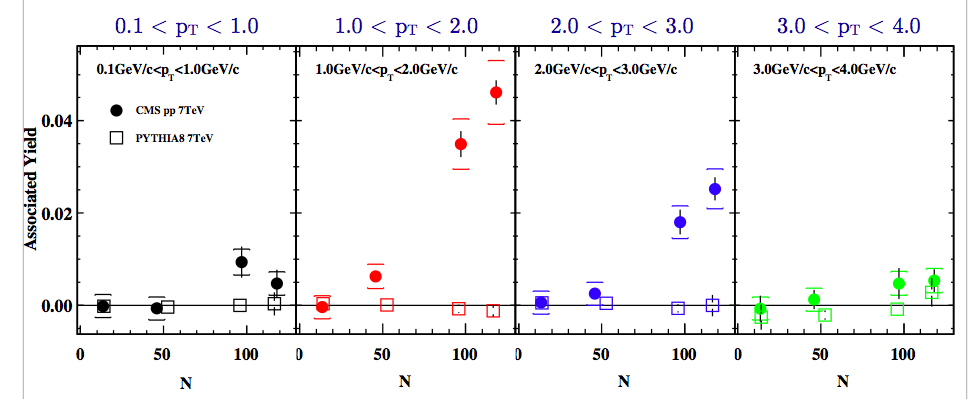 0.1 < pT < 1.0 1.0 < pT < 2.0 2.0 < pT < 3.0 3.0 < pT < 4.0
0.1GeV/c<pT<1.0GeV/c 1.0GeV/c<pT<2.0GeV/c 2.0GeV/c<pT<3.0GeV/c 3.0GeV/c<pT<4.0GeV/c
CMS pp 7TeV
PYTHIA8 7TeV
Associated Yield
0.04
0.02
0.00
0 50 100 0 50 100 0 50 100 0 50 100
N N N N